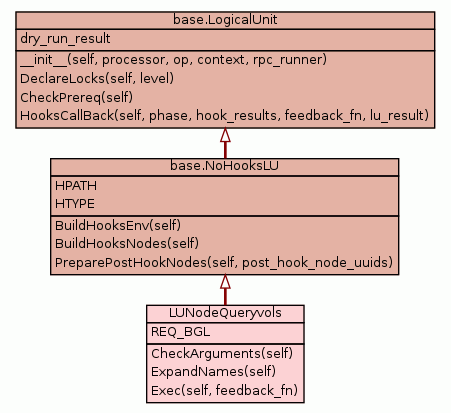 base.LogicalUnit
dry_run_result
__init__(self, processor, op, context, rpc_runner)
DeclareLocks(self, level)
CheckPrereq(self)
HooksCallBack(self, phase, hook_results, feedback_fn, lu_result)
base.NoHooksLU
HPATH
HTYPE
BuildHooksEnv(self)
BuildHooksNodes(self)
PreparePostHookNodes(self, post_hook_node_uuids)
LUNodeQueryvols
REQ_BGL
CheckArguments(self)
ExpandNames(self)
Exec(self, feedback_fn)